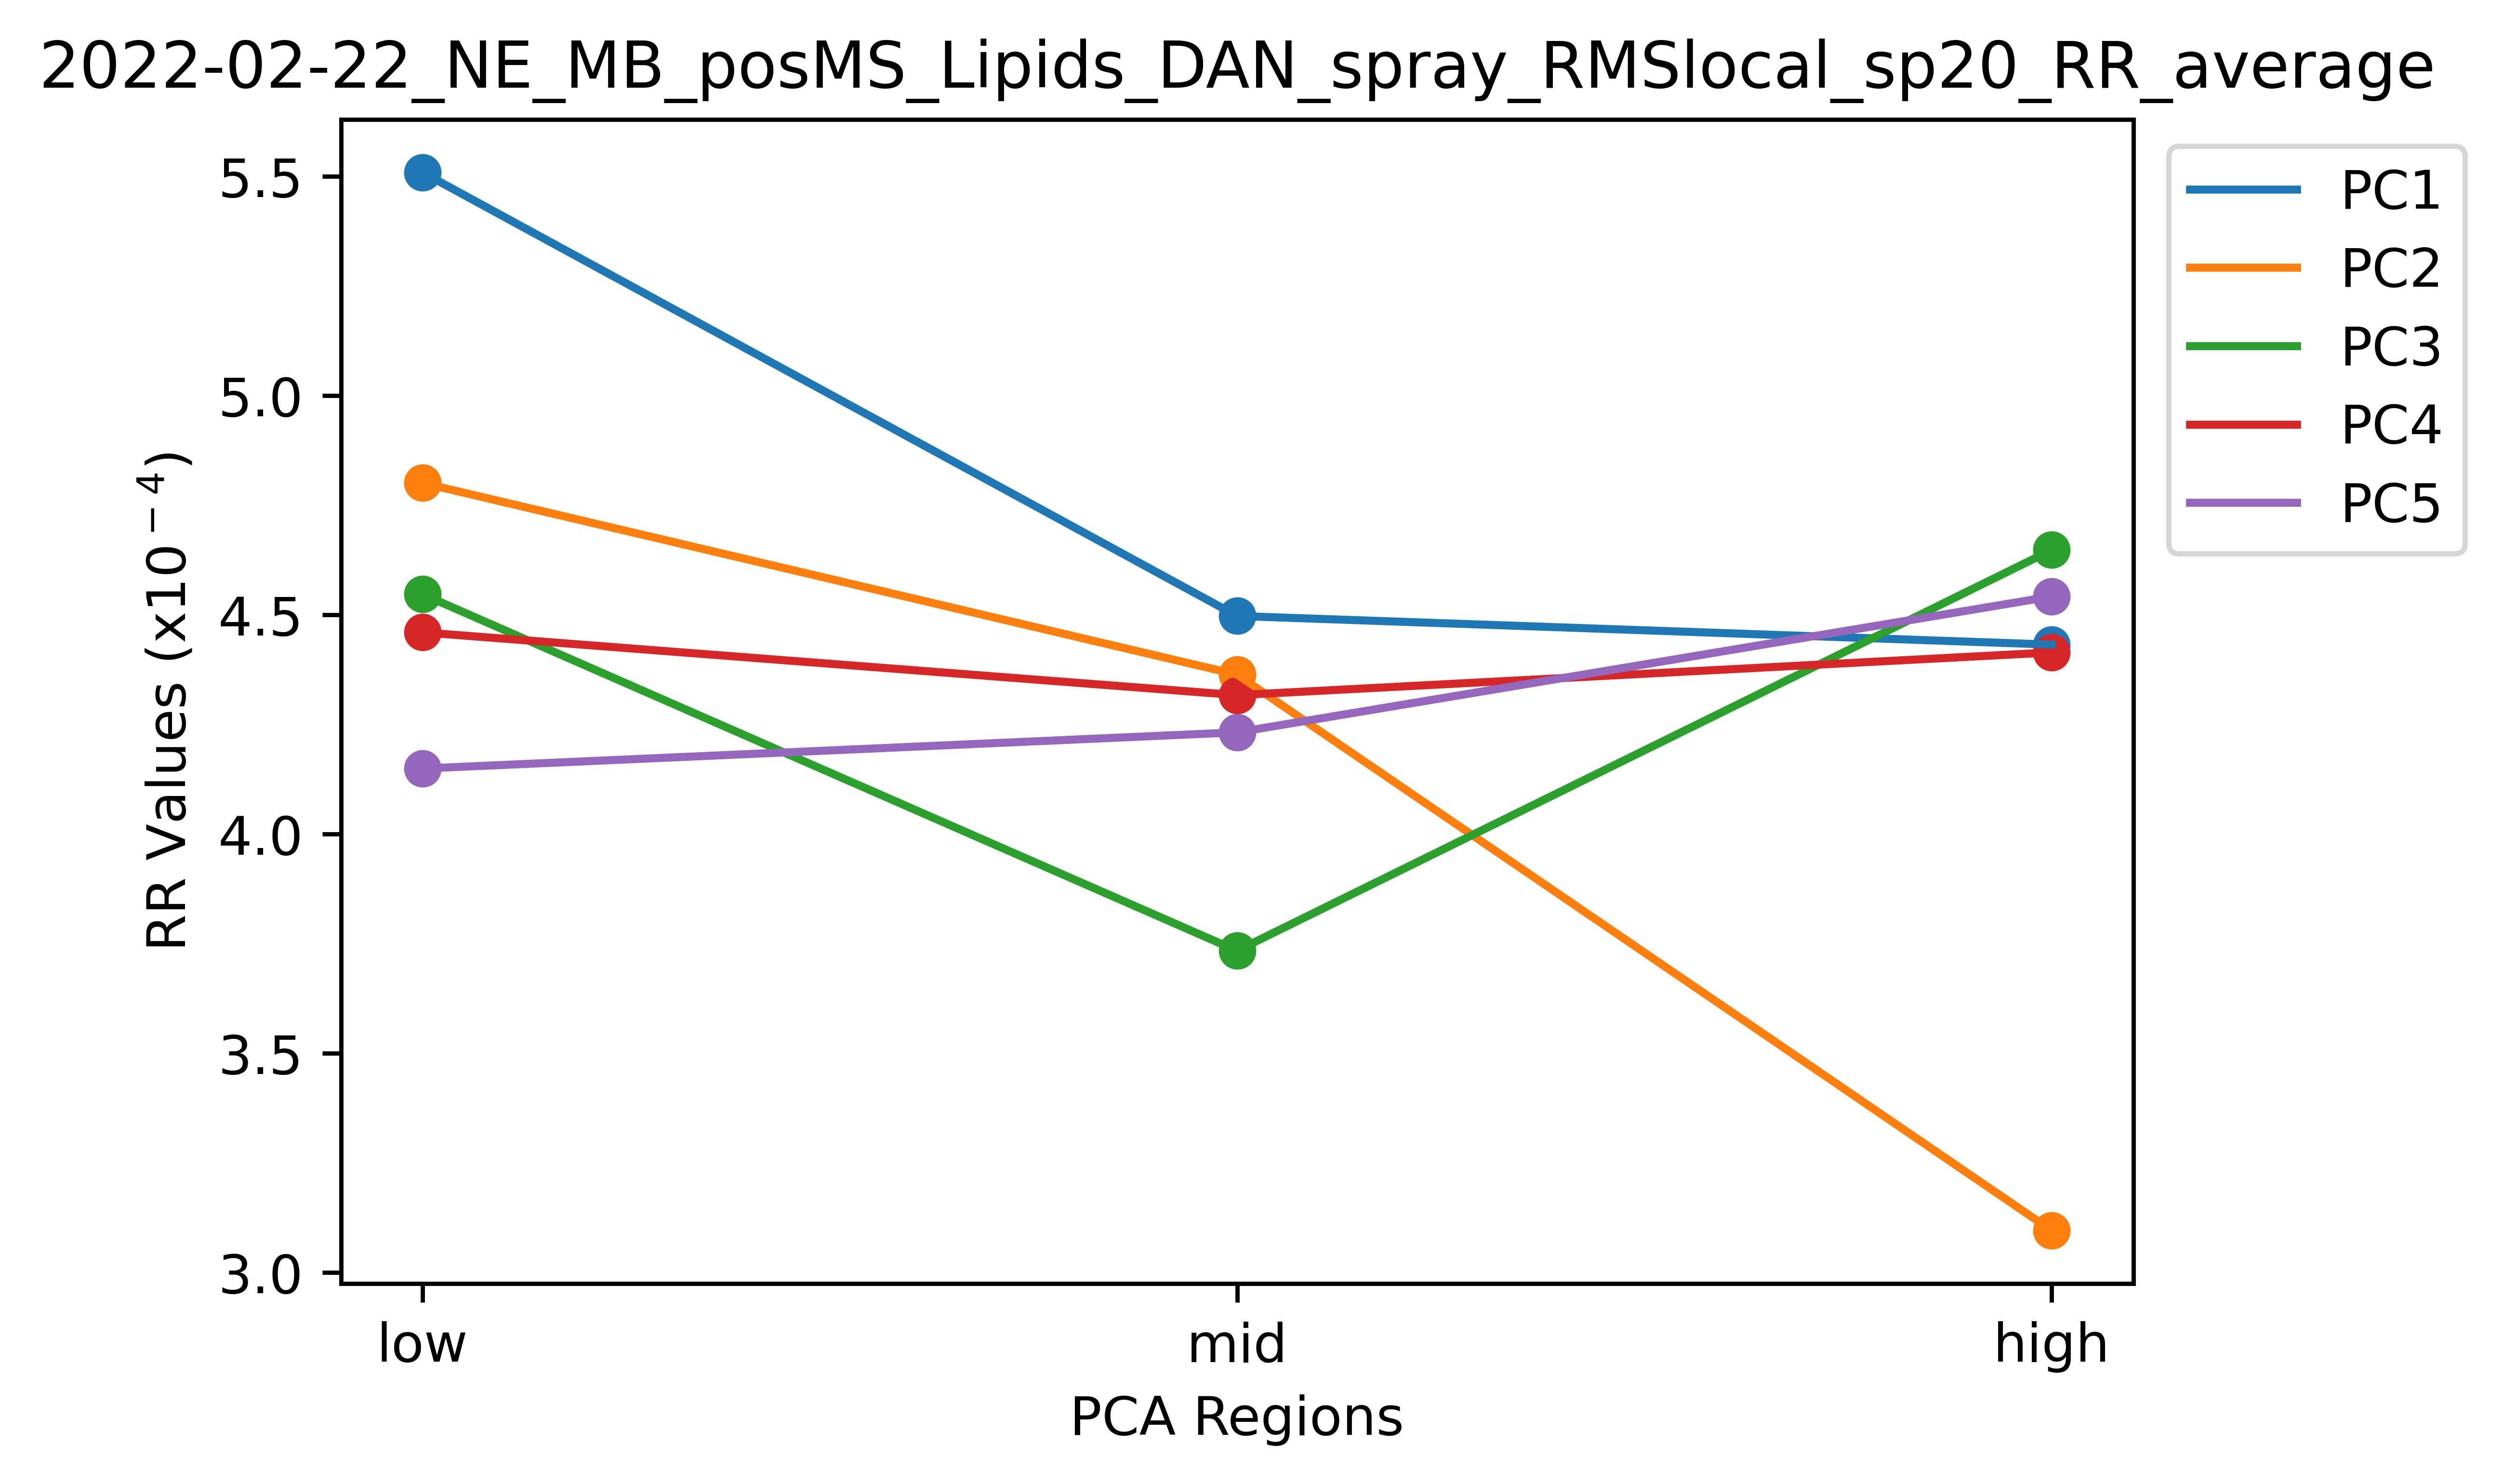 2022-02-22_NE_MB_posMS_Lipids_DAN_spray_RMSlocal_sp20_RR_average
RR Values (x10⁻⁴)
5.5
5.0
4.5
4.0
3.5
3.0
low
mid
high
PCA Regions
PC1
PC2
PC3
PC4
PC5